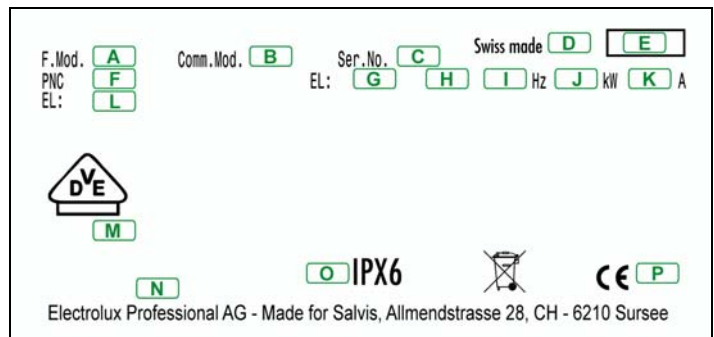 Swiss made D E
F.Mod. A Comm.Mod. B Ser.No. C
PNC F EL: G H I Hz J kW K A
EL: L
DVE
M
O IPX6 CE P
N
Electrolux Professional AG - Made for Salvis, Allmendstrasse 28, CH - 6210 Sursee